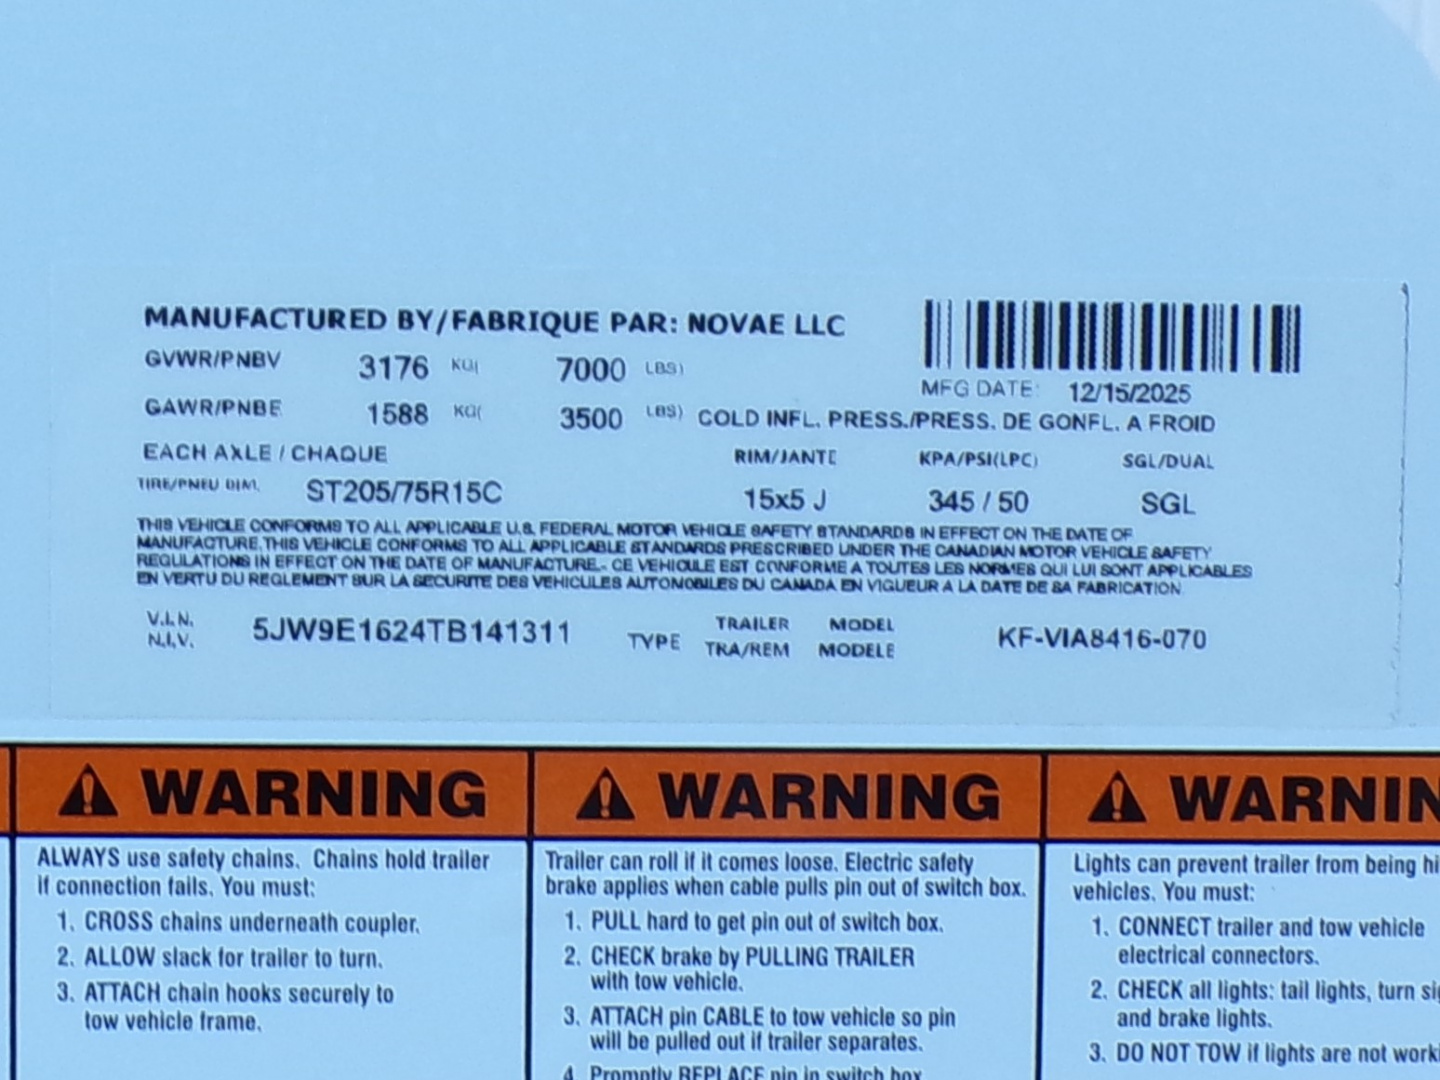 MANUFACTURED BY/FABRIQUE PAR: NOVAE LLC
GVWR/PNBV 3176 KG( 7000 LBS)
MFG DATE: 12/15/2025
GAWR/PNBE 1588 KG( 3500 LBS) COLD INFL. PRESS./PRESS. DE GONFL. A FROID
EACH AXLE / CHAQUE RIM/JANTE KPA/PSI(LPC) SGL/DUAL
TIRE/PNEU DIM. ST205/75R15C 15x5 J 345 / 50 SGL
THIS VEHICLE CONFORMS TO ALL APPLICABLE U.S. FEDERAL MOTOR VEHICLE SAFETY STANDARDS IN EFFECT ON THE DATE OF
MANUFACTURE.THIS VEHICLE CONFORMS TO ALL APPLICABLE STANDARDS PRESCRIBED UNDER THE CANADIAN MOTOR VEHICLE SAFETY
REGULATIONS IN EFFECT ON THE DATE OF MANUFACTURE.- CE VEHICULE EST CONFORME A TOUTES LES NORMES QUI LUI SONT APPLICABLES
EN VERTU DU REGLEMENT SUR LA SECURITE DES VEHICULES AUTOMOBILES DU CANADA EN VIGUEUR A LA DATE DE SA FABRICATION.
V.I.N. 5JW9E1624TB141311 TYPE TRAILER MODEL KF-VIA8416-070
N.I.V. TRA/REM MODELE
WARNING
ALWAYS use safety chains. Chains hold trailer
if connection fails. You must:
1. CROSS chains underneath coupler.
2. ALLOW slack for trailer to turn.
3. ATTACH chain hooks securely to
tow vehicle frame.
WARNING
Trailer can roll if it comes loose. Electric safety
brake applies when cable pulls pin out of switch box.
1. PULL hard to get pin out of switch box.
2. CHECK brake by PULLING TRAILER
with tow vehicle.
3. ATTACH pin CABLE to tow vehicle so pin
will be pulled out if trailer separates.
4. Promptly REPLACE pin in switch box.
WARNIN
Lights can prevent trailer from being hi
vehicles. You must:
1. CONNECT trailer and tow vehicle
electrical connectors.
2. CHECK all lights: tail lights, turn sig
and brake lights.
3. DO NOT TOW if lights are not worki